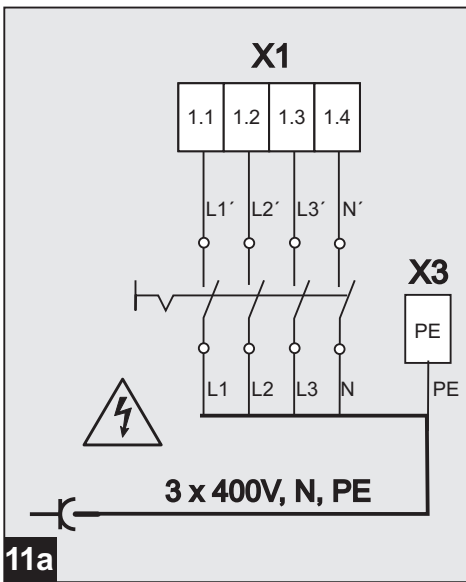 X1
1.1 1.2 1.3 1.4
L1´ L2´ L3´ N´
X3
PE
L1 L2 L3 N PE
3 x 400V, N, PE
11a